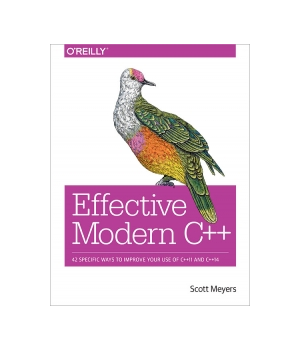 O'REILLY®
Effective
Modern C++
42 SPECIFIC WAYS TO IMPROVE YOUR USE OF C++11 AND C++14
Scott Meyers